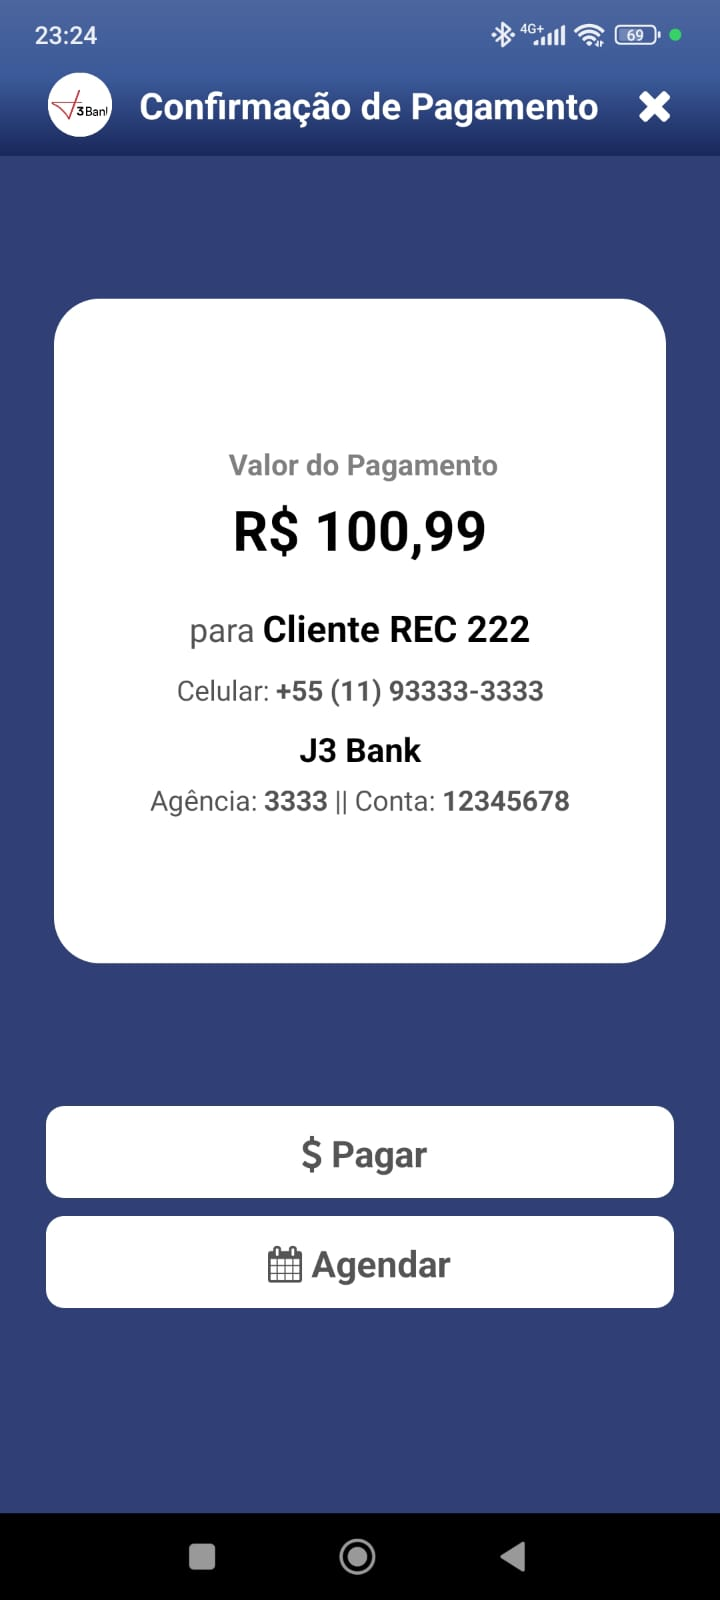 23:24
4G+
69
3Ban
Confirmação de Pagamento
Valor do Pagamento
R$ 100,99
para Cliente REC 222
Celular: +55 (11) 93333-3333
J3 Bank
Agência: 3333 || Conta: 12345678
$ Pagar
Agendar